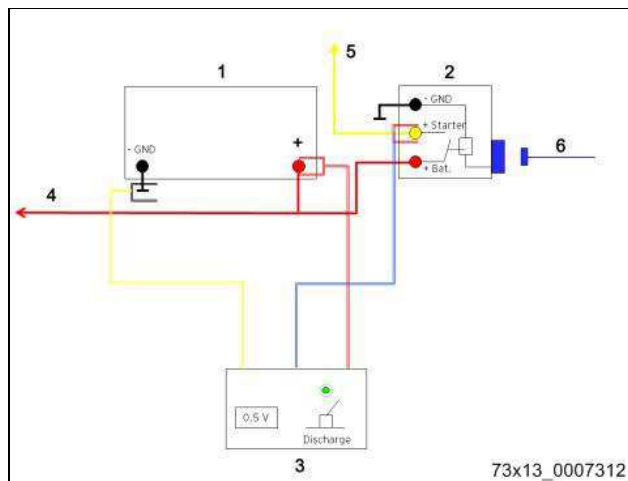 5
1
2
- GND
+ Starter
+
- GND
6
+ Bat.
4
0.5 V
Discharge
3
73x13_0007312